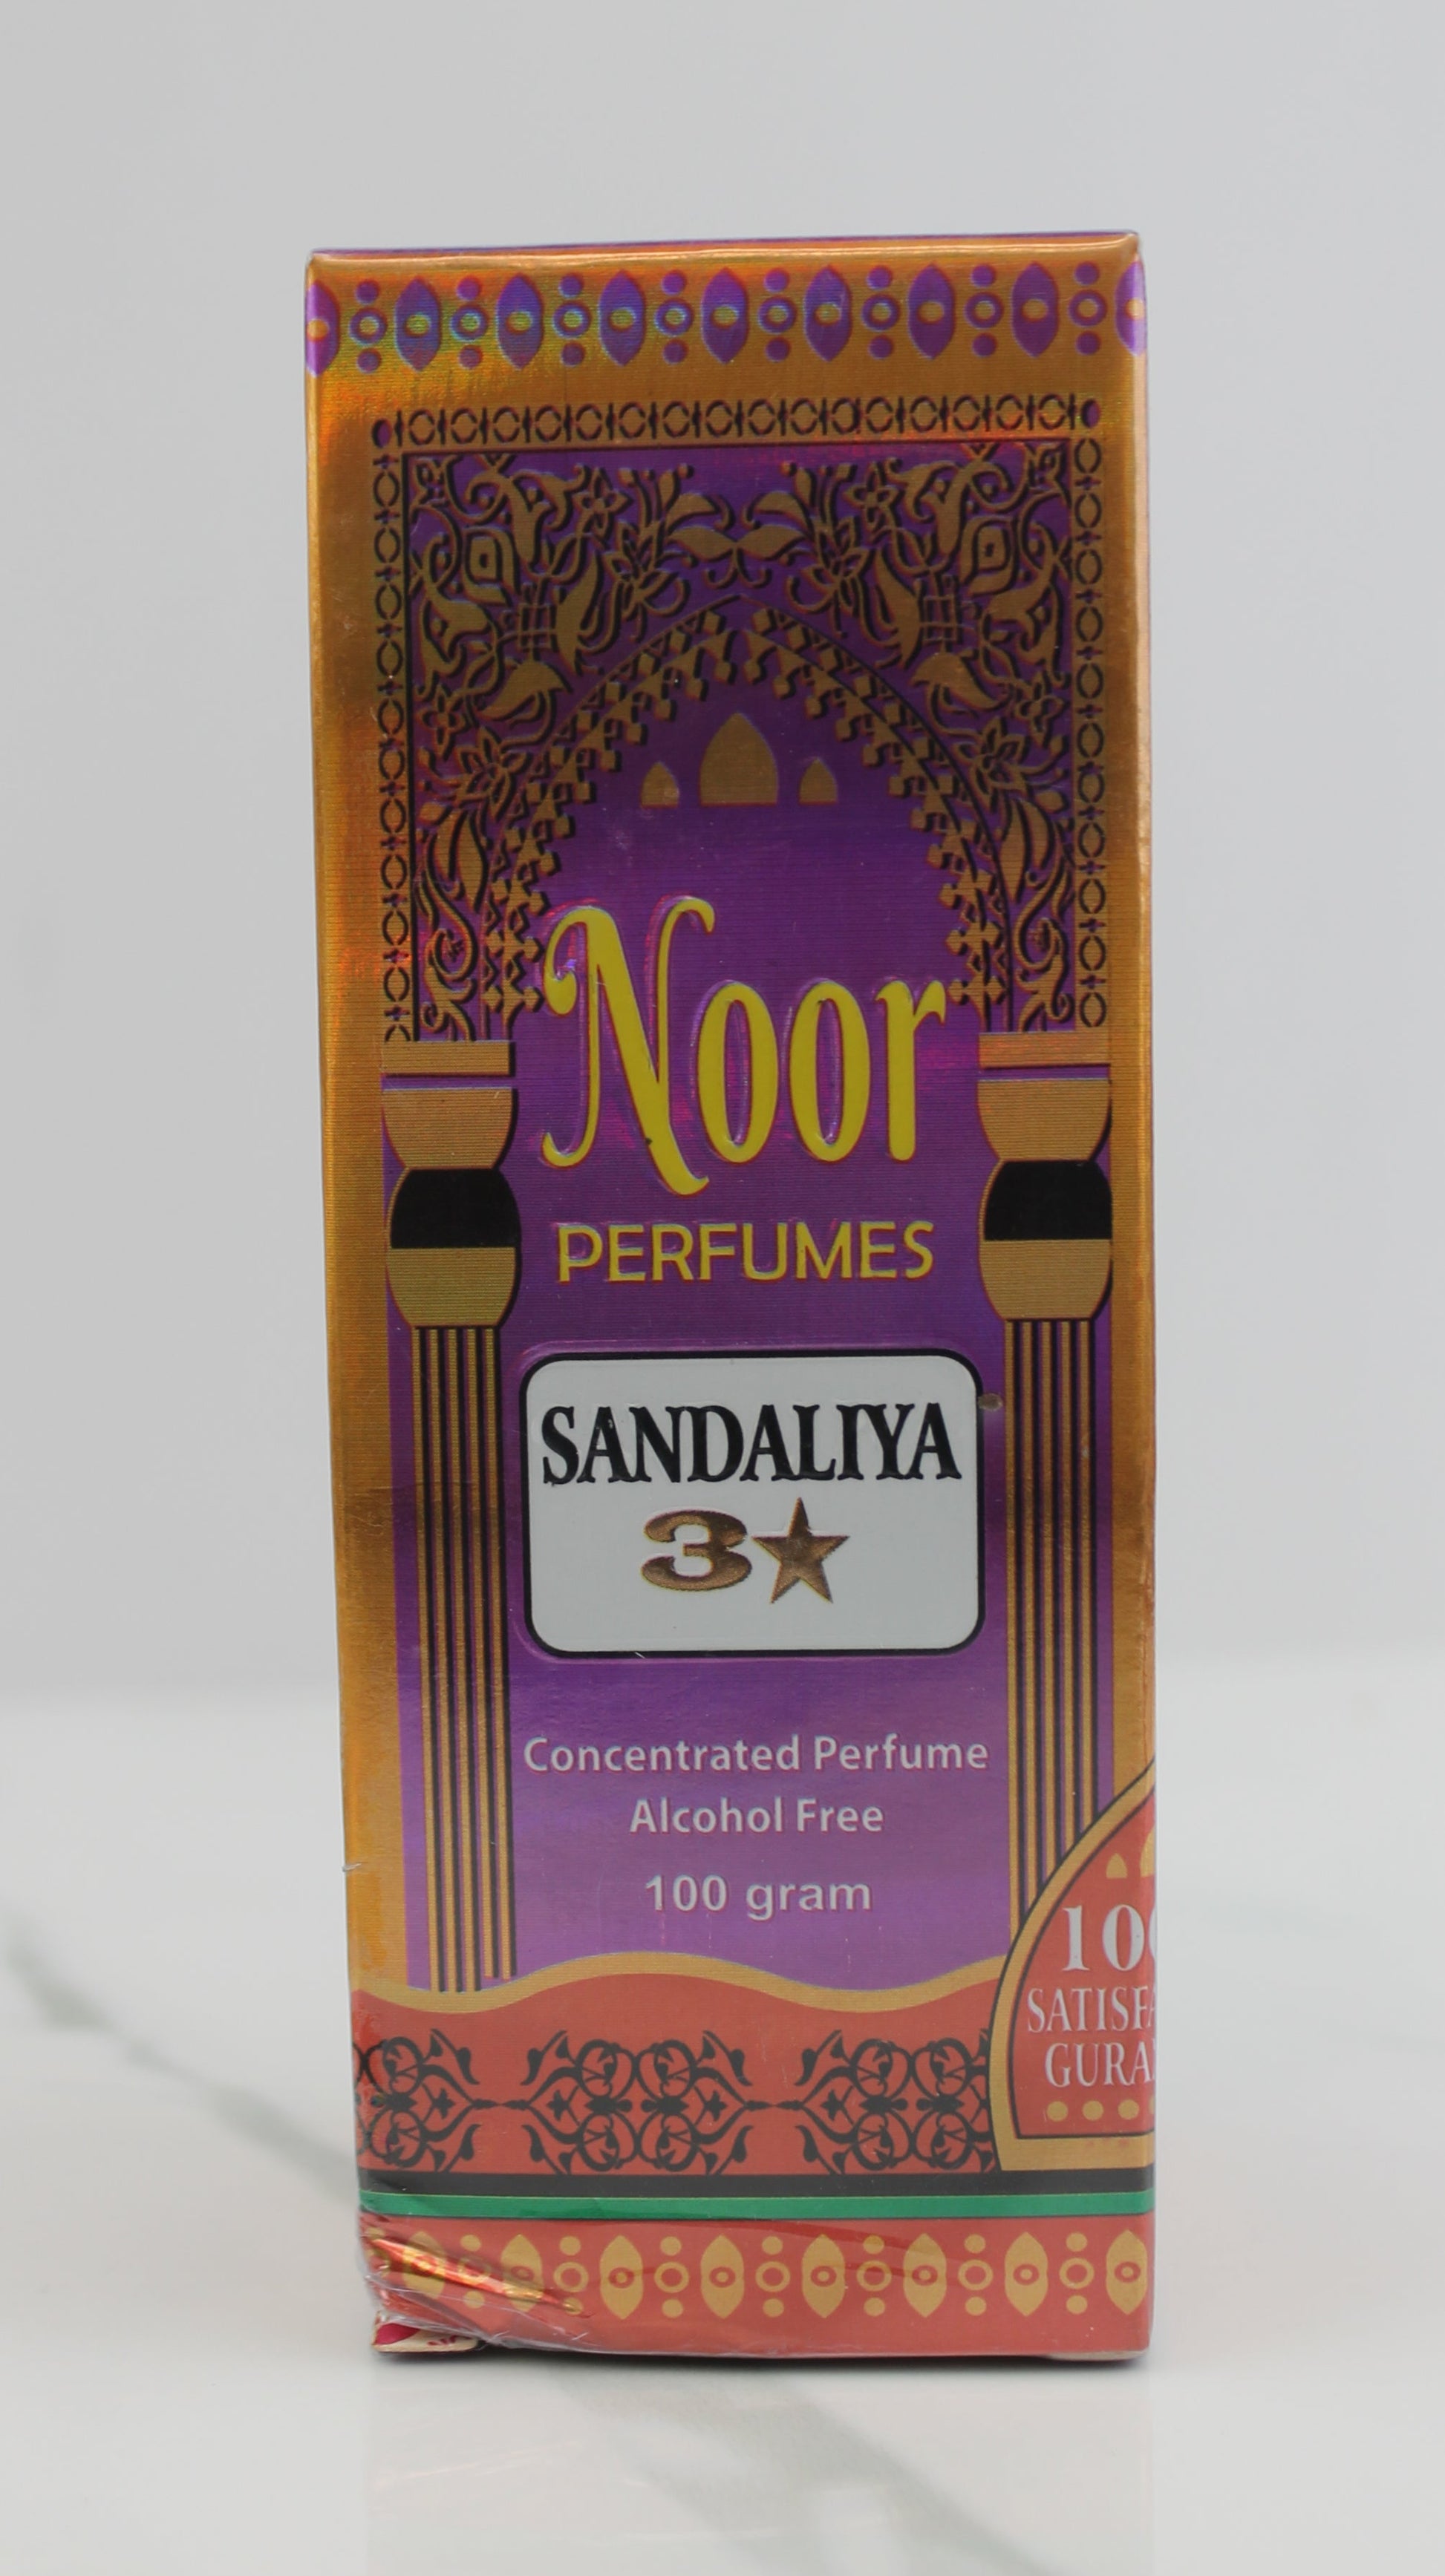 Noor
PERFUMES
SANDALIYA
3★
Concentrated Perfume
Alcohol Free
100 gram